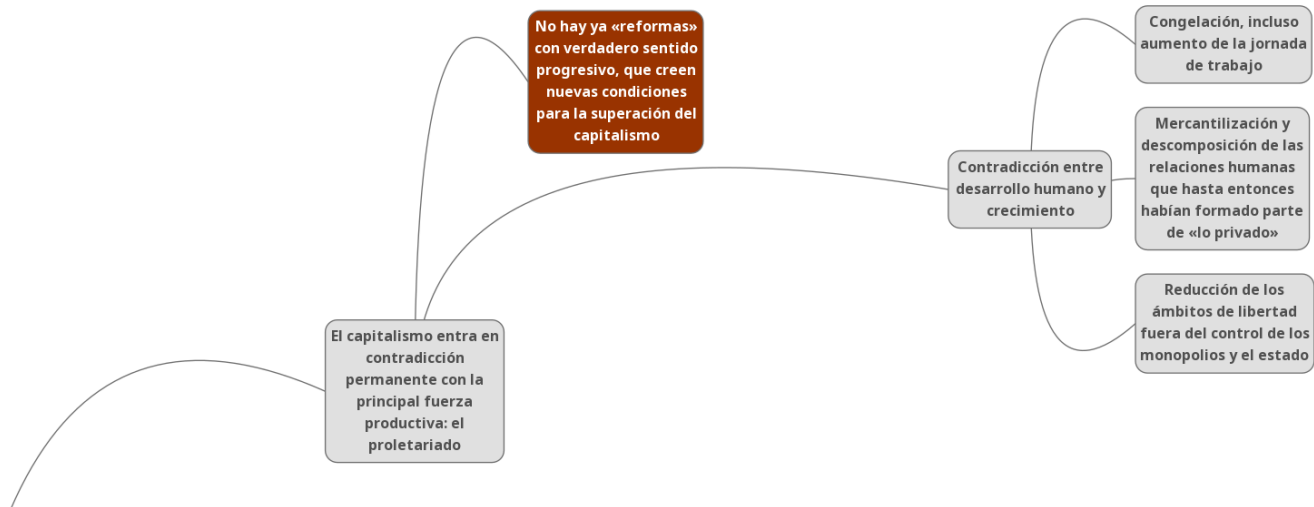 No hay ya «reformas»
con verdadero sentido
progresivo, que creen
nuevas condiciones
para la superación del
capitalismo
Congelación, incluso
aumento de la jornada
de trabajo
Mercantilización y
descomposición de las
relaciones humanas
que hasta entonces
habían formado parte
de «lo privado»
Contradicción entre
desarrollo humano y
crecimiento
Reducción de los
ámbitos de libertad
fuera del control de los
monopolios y el estado
El capitalismo entra en
contradicción
permanente con la
principal fuerza
productiva: el
proletariado